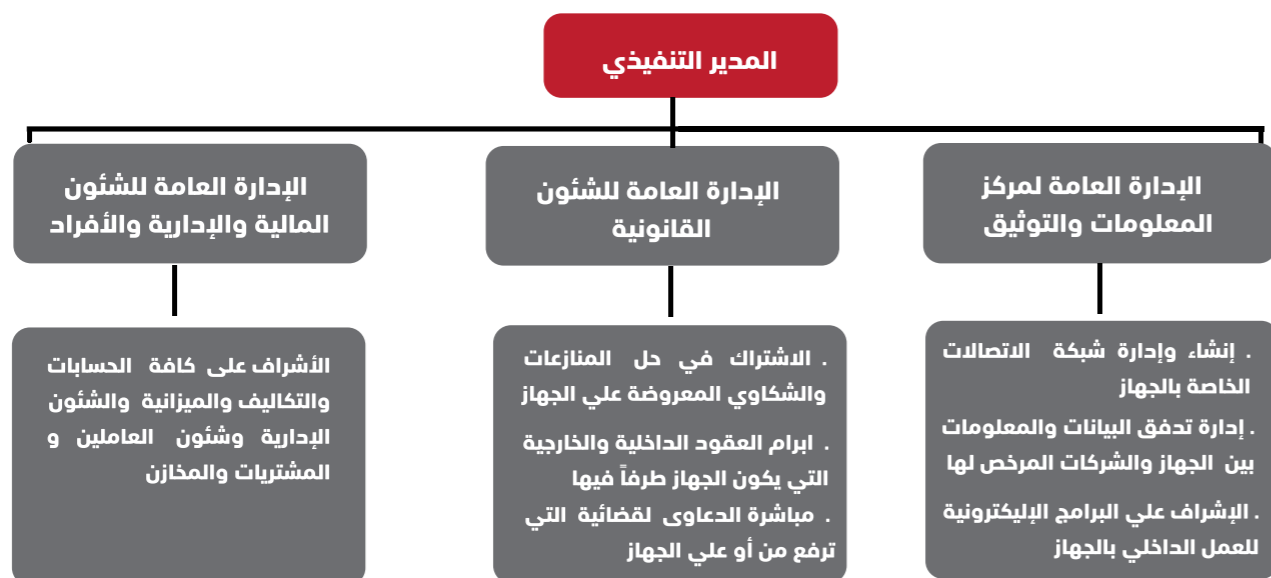 المدير التنفيذي
الإدارة العامة لمركز
المعلومات والتوثيق
. إنشاء وإدارة شبكة الاتصالات
الخاصة بالجهاز
. إدارة تدفق البيانات والمعلومات
بين الجهاز والشركات المرخص لها
. الإشراف علي البرامج الإليكترونية
للعمل الداخلي بالجهاز
الإدارة العامة للشئون
القانونية
. الاشتراك في حل المنازعات
والشكاوي المعروضة علي الجهاز
. ابرام العقود الداخلية والخارجية
التي يكون الجهاز طرفاً فيها
. مباشرة الدعاوى لقضائية التي
ترفع من أو علي الجهاز
الإدارة العامة للشئون
المالية والإدارية والأفراد
الأشراف على كافة الحسابات
والتكاليف والميزانية والشئون
الإدارية وشئون العاملين و
المشتريات والمخازن